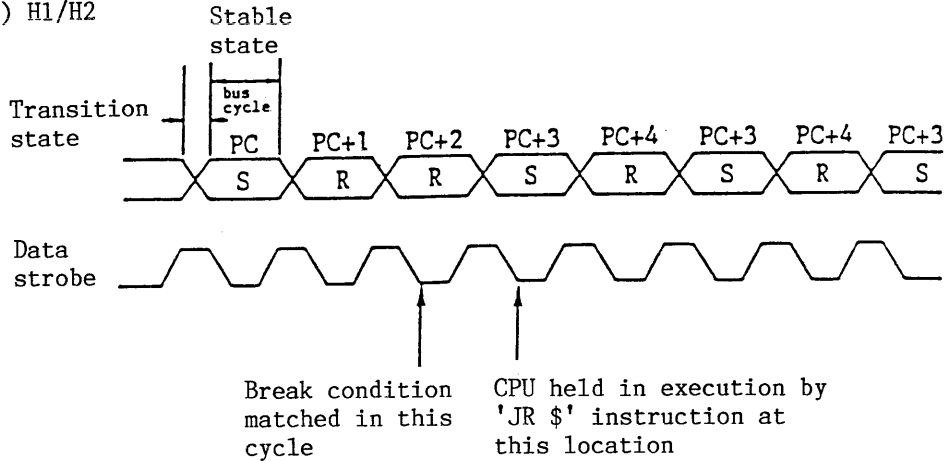 ) H1/H2
Stable
state
bus
cycle
Transition
state
PC PC+1 PC+2 PC+3 PC+4 PC+3 PC+4 PC+3
S R R S R S R S
Data
strobe
Break condition
matched in this
cycle
CPU held in execution by
'JR $' instruction at
this location